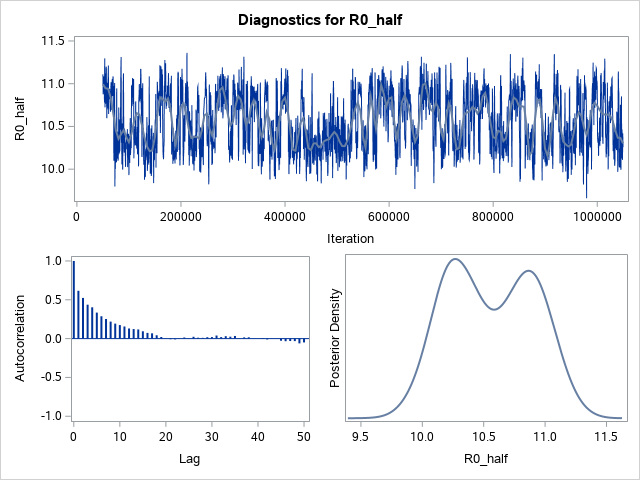 Diagnostics for R0_half
R0_half
11.5
11.0
10.5
10.0
0 200000 400000 600000 800000 1000000
Iteration
Autocorrelation
1.0
0.5
0.0
-0.5
-1.0
0 10 20 30 40 50
Lag
Posterior Density
9.5 10.0 10.5 11.0 11.5
R0_half